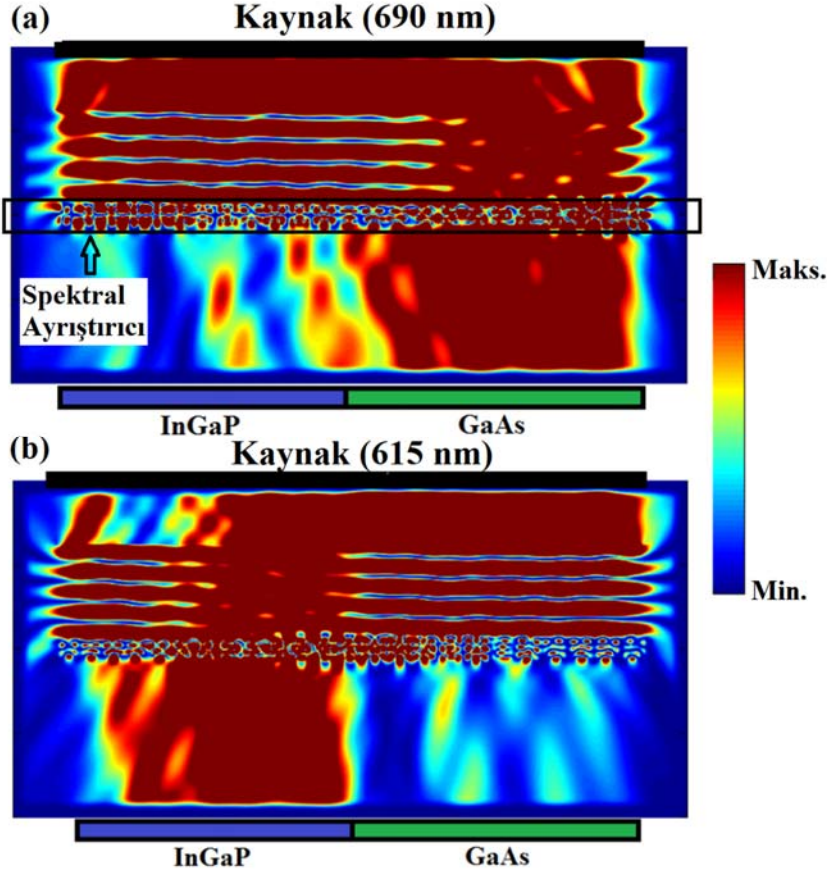 (a)
Kaynak (690 nm)
Spektral
Ayrıştırıcı
InGaP
GaAs
(b)
Kaynak (615 nm)
InGaP
GaAs
Maks.
Min.